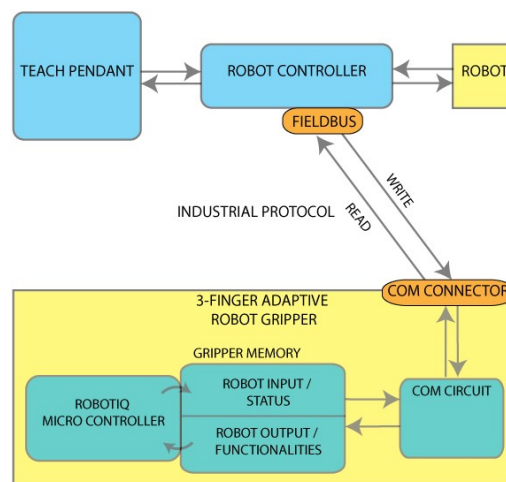 TEACH PENDANT
ROBOT CONTROLLER
ROBOT
FIELDBUS
INDUSTRIAL PROTOCOL
READ
WRITE
COM CONNECTOR
3-FINGER ADAPTIVE
ROBOT GRIPPER
GRIPPER MEMORY
ROBOTIQ
MICRO CONTROLLER
ROBOT INPUT /
STATUS
ROBOT OUTPUT /
FUNCTIONALITIES
COM CIRCUIT